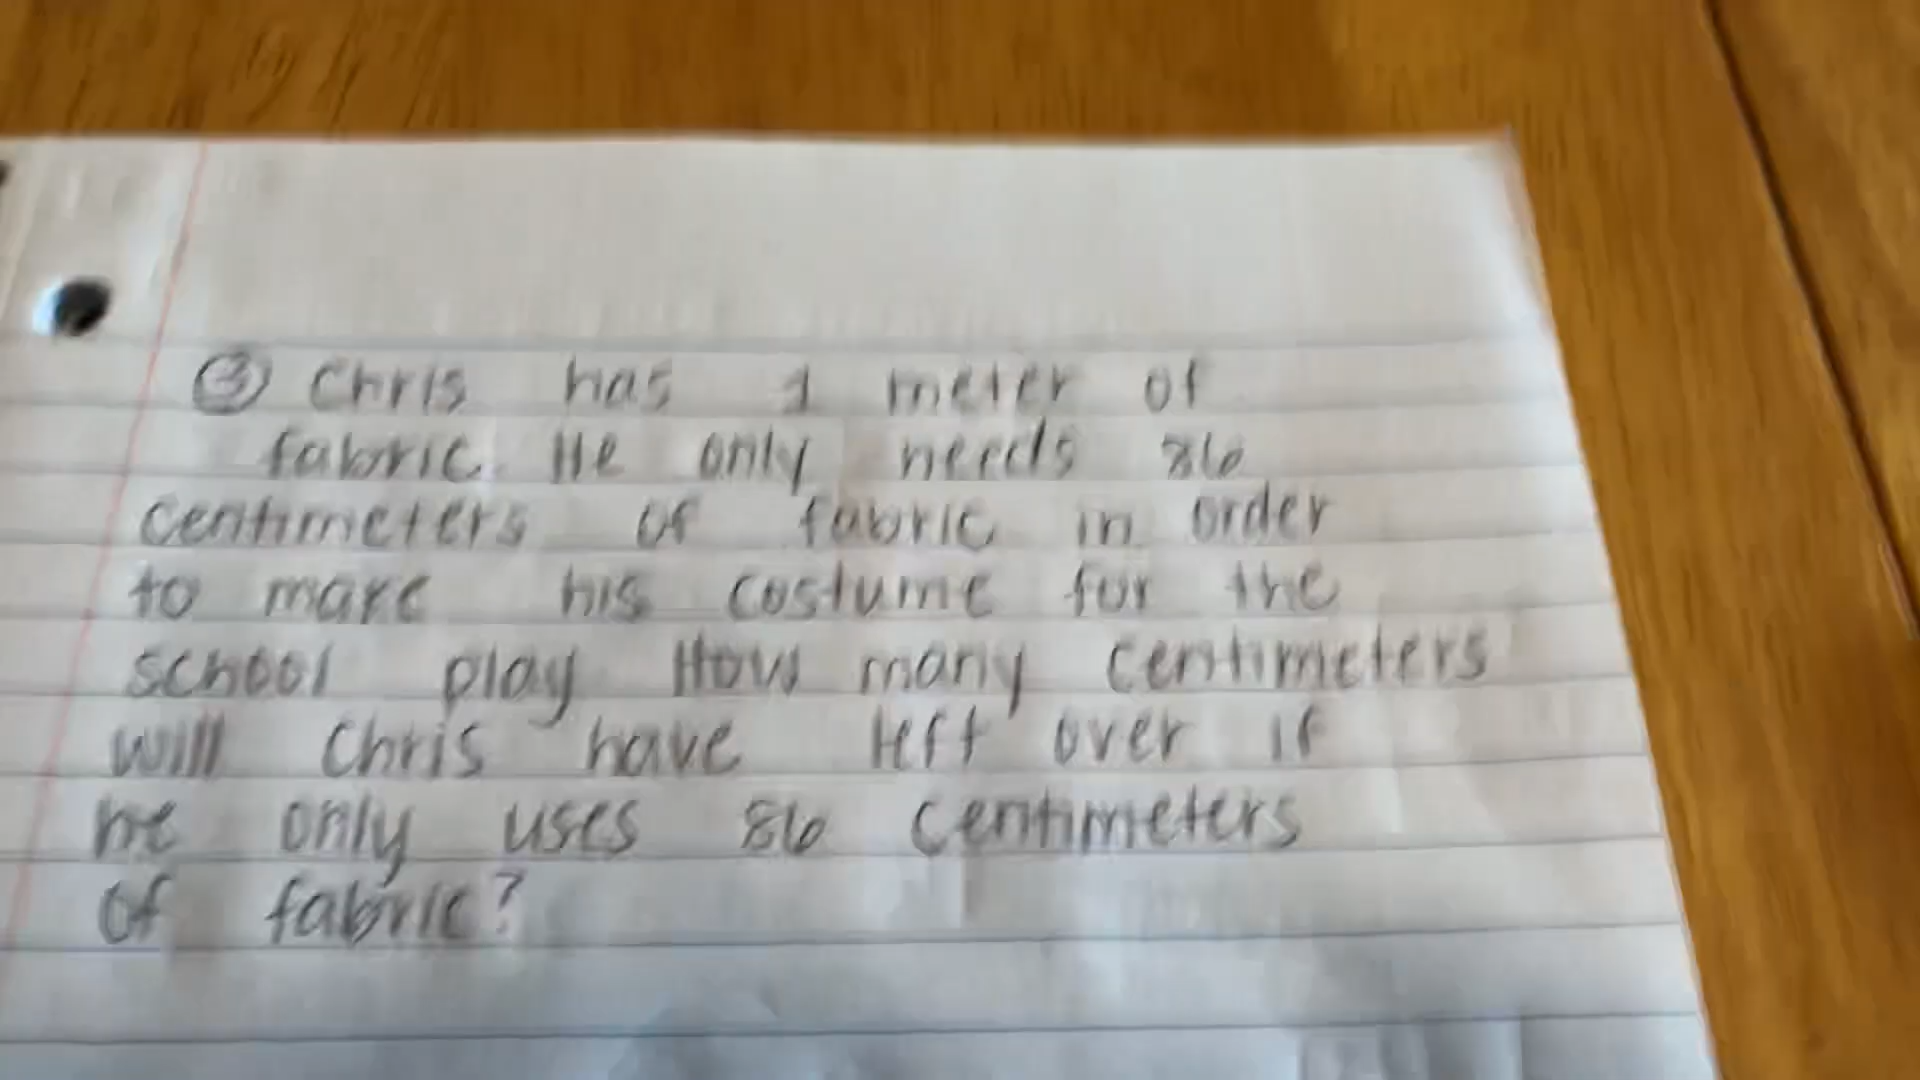 ③ Chris has 1 meter of
fabric. He only needs 86
centimeters of fabric in order
to make his costume for the
school play How many centimeters
will Chris have left over if
he only uses 86 centimeters
of fabric?